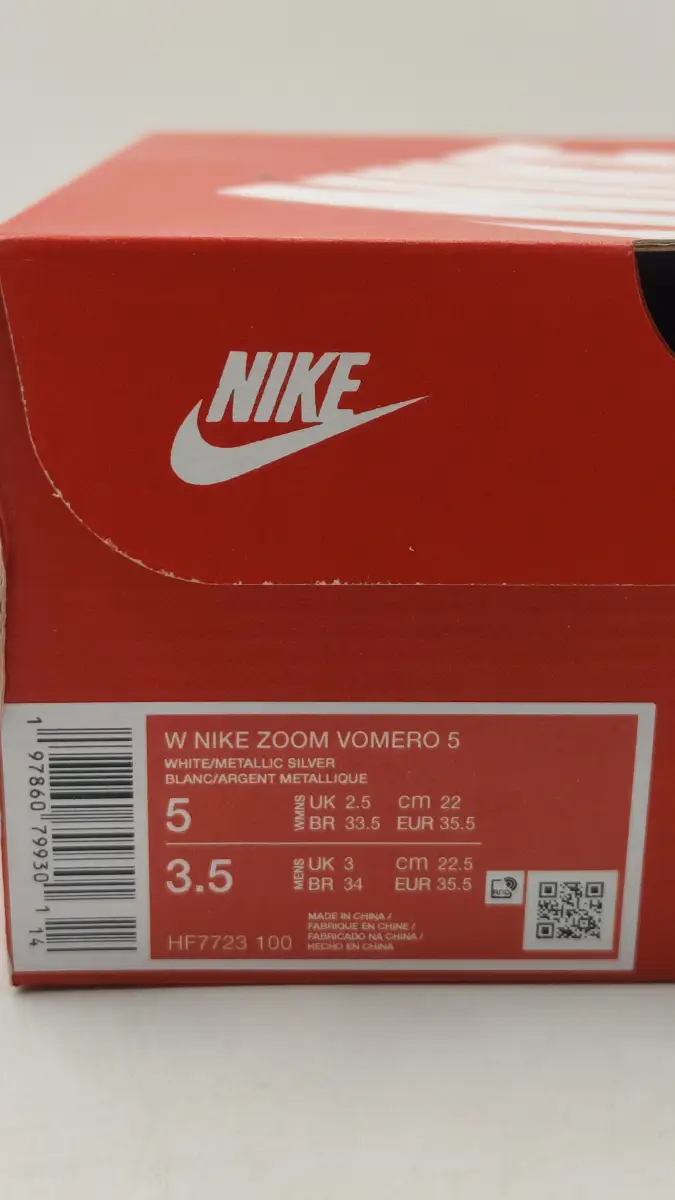 NIKE
W NIKE ZOOM VOMERO 5
WHITE/METALLIC SILVER
BLANC/ARGENT METALLIQUE
5 WMNS UK 2.5 cm 22
BR 33.5 EUR 35.5
3.5 MENS UK 3 cm 22.5
BR 34 EUR 35.5
HF7723 100
MADE IN CHINA /
FABRIQUE EN CHINE /
FABRICADO NA CHINA /
HECHO EN CHINA
1 97860 79930 1 14